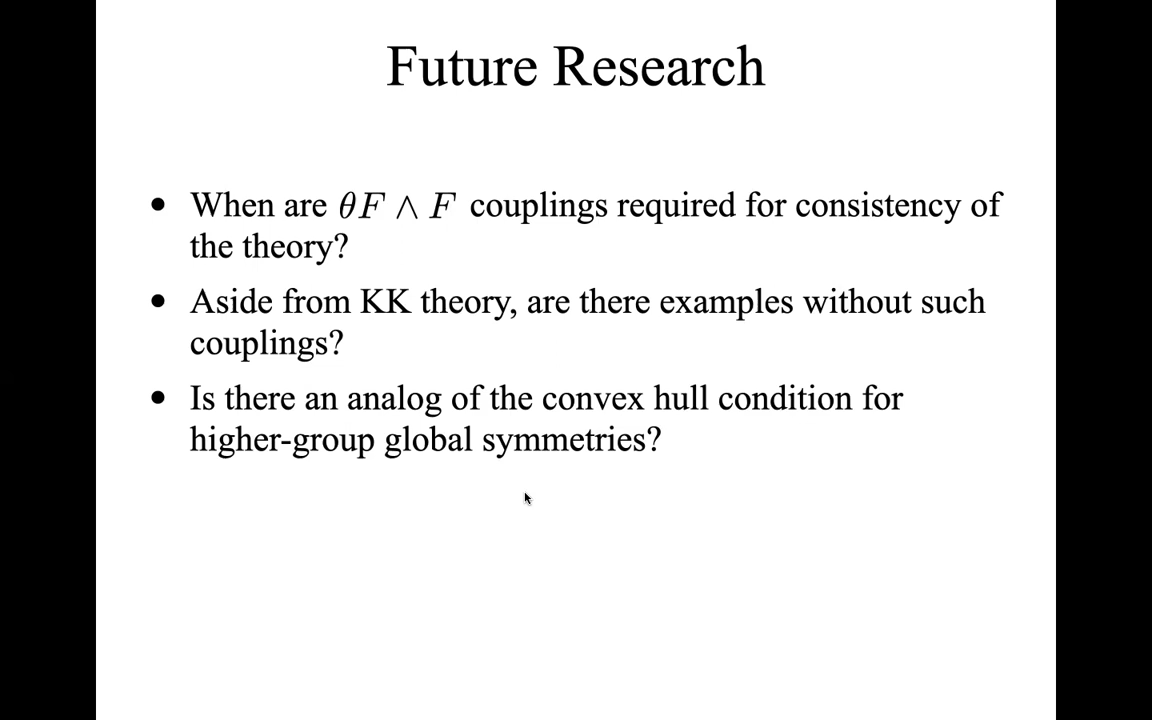 Future Research
• When are θF ∧ F couplings required for consistency of
the theory?
• Aside from KK theory, are there examples without such
couplings?
• Is there an analog of the convex hull condition for
higher-group global symmetries?